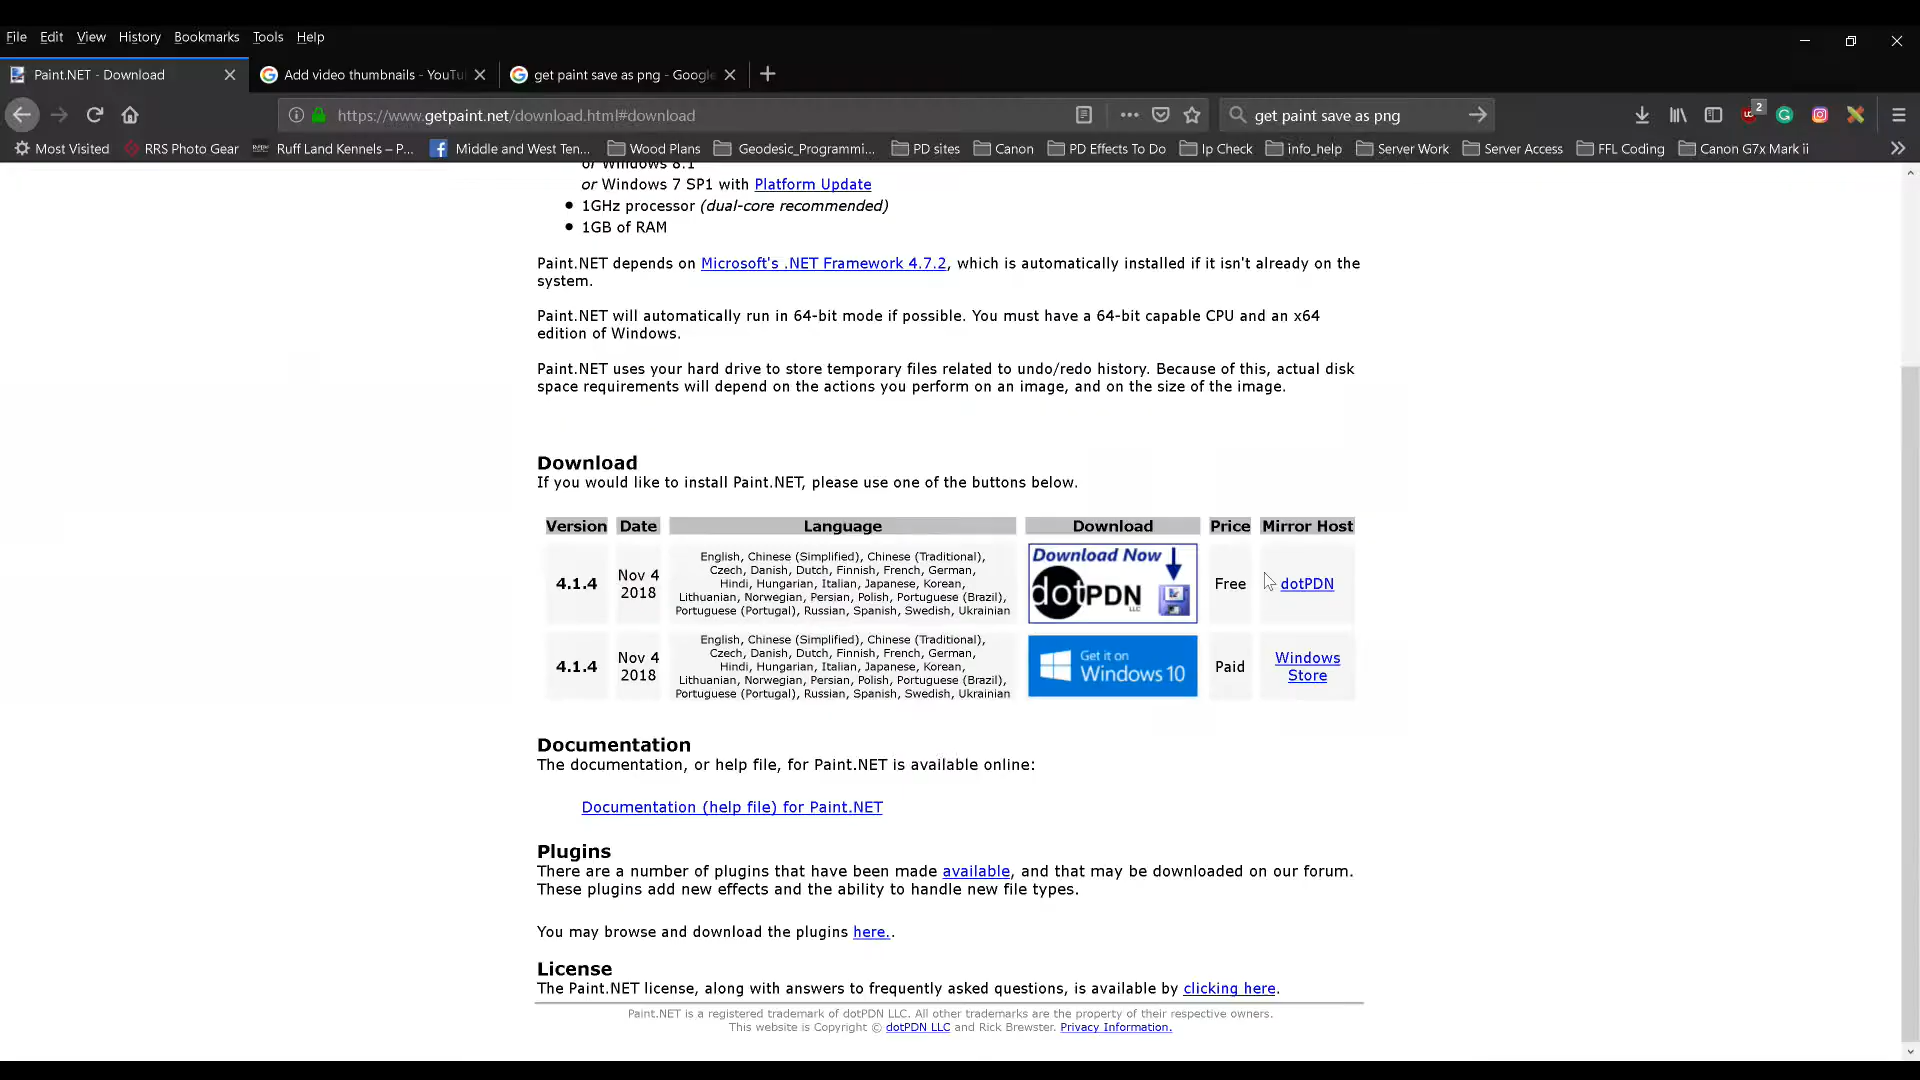 File Edit View History Bookmarks Tools Help
Paint.NET - Download
Add video thumbnails - YouTu
get paint save as png - Google
https://www.getpaint.net/download.html#download
get paint save as png
2
Most Visited
RRS Photo Gear
Ruff Land Kennels – P...
Middle and West Ten...
Wood Plans
Geodesic_Programmi...
PD sites
Canon
PD Effects To Do
Ip Check
info_help
Server Work
Server Access
FFL Coding
Canon G7x Mark ii
or Windows 8.1
or Windows 7 SP1 with Platform Update
1GHz processor (dual-core recommended)
1GB of RAM
Paint.NET depends on Microsoft's .NET Framework 4.7.2, which is automatically installed if it isn't already on the
system.
Paint.NET will automatically run in 64-bit mode if possible. You must have a 64-bit capable CPU and an x64
edition of Windows.
Paint.NET uses your hard drive to store temporary files related to undo/redo history. Because of this, actual disk
space requirements will depend on the actions you perform on an image, and on the size of the image.
Download
If you would like to install Paint.NET, please use one of the buttons below.
Version Date Language Download Price Mirror Host
4.1.4
Nov 4
2018
English, Chinese (Simplified), Chinese (Traditional),
Czech, Danish, Dutch, Finnish, French, German,
Hindi, Hungarian, Italian, Japanese, Korean,
Lithuanian, Norwegian, Persian, Polish, Portuguese (Brazil),
Portuguese (Portugal), Russian, Spanish, Swedish, Ukrainian
Download Now
dotPDN
LLC
Free
dotPDN
4.1.4
Nov 4
2018
English, Chinese (Simplified), Chinese (Traditional),
Czech, Danish, Dutch, Finnish, French, German,
Hindi, Hungarian, Italian, Japanese, Korean,
Lithuanian, Norwegian, Persian, Polish, Portuguese (Brazil),
Portuguese (Portugal), Russian, Spanish, Swedish, Ukrainian
Get it on
Windows 10
Paid
Windows
Store
Documentation
The documentation, or help file, for Paint.NET is available online:
Documentation (help file) for Paint.NET
Plugins
There are a number of plugins that have been made available, and that may be downloaded on our forum.
These plugins add new effects and the ability to handle new file types.
You may browse and download the plugins here..
License
The Paint.NET license, along with answers to frequently asked questions, is available by clicking here.
Paint.NET is a registered trademark of dotPDN LLC. All other trademarks are the property of their respective owners.
This website is Copyright © dotPDN LLC and Rick Brewster. Privacy Information.